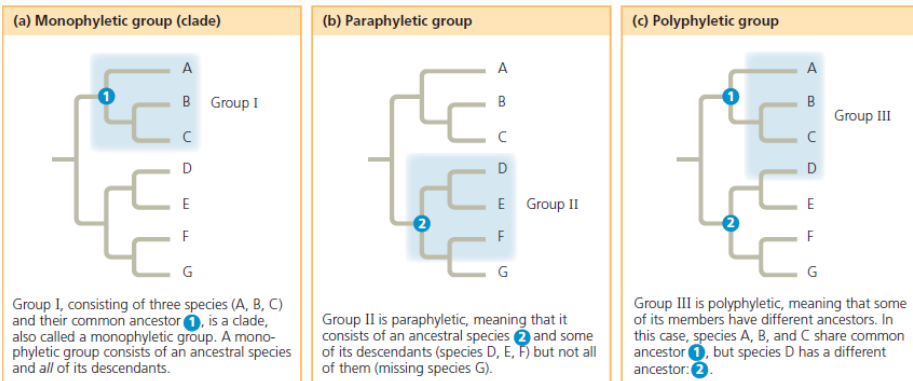 (a) Monophyletic group (clade)
A
1
B
Group I
C
D
E
F
G
Group I, consisting of three species (A, B, C)
and their common ancestor 1, is a clade,
also called a monophyletic group. A mono-
phyletic group consists of an ancestral species
and all of its descendants.
(b) Paraphyletic group
A
B
C
D
E
Group II
2
F
G
Group II is paraphyletic, meaning that it
consists of an ancestral species 2 and some
of its descendants (species D, E, F) but not all
of them (missing species G).
(c) Polyphyletic group
A
1
B
Group III
C
D
E
2
F
G
Group III is polyphyletic, meaning that some
of its members have different ancestors. In
this case, species A, B, and C share common
ancestor 1, but species D has a different
ancestor: 2.